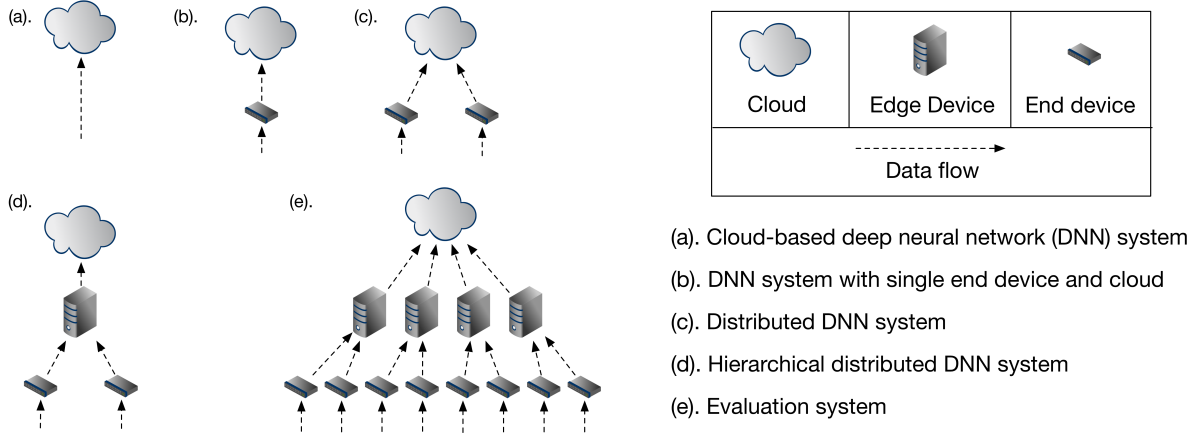 (a).
(b).
(c).
(d).
(e).
Cloud
Edge Device
End device
Data flow
(a). Cloud-based deep neural network (DNN) system
(b). DNN system with single end device and cloud
(c). Distributed DNN system
(d). Hierarchical distributed DNN system
(e). Evaluation system